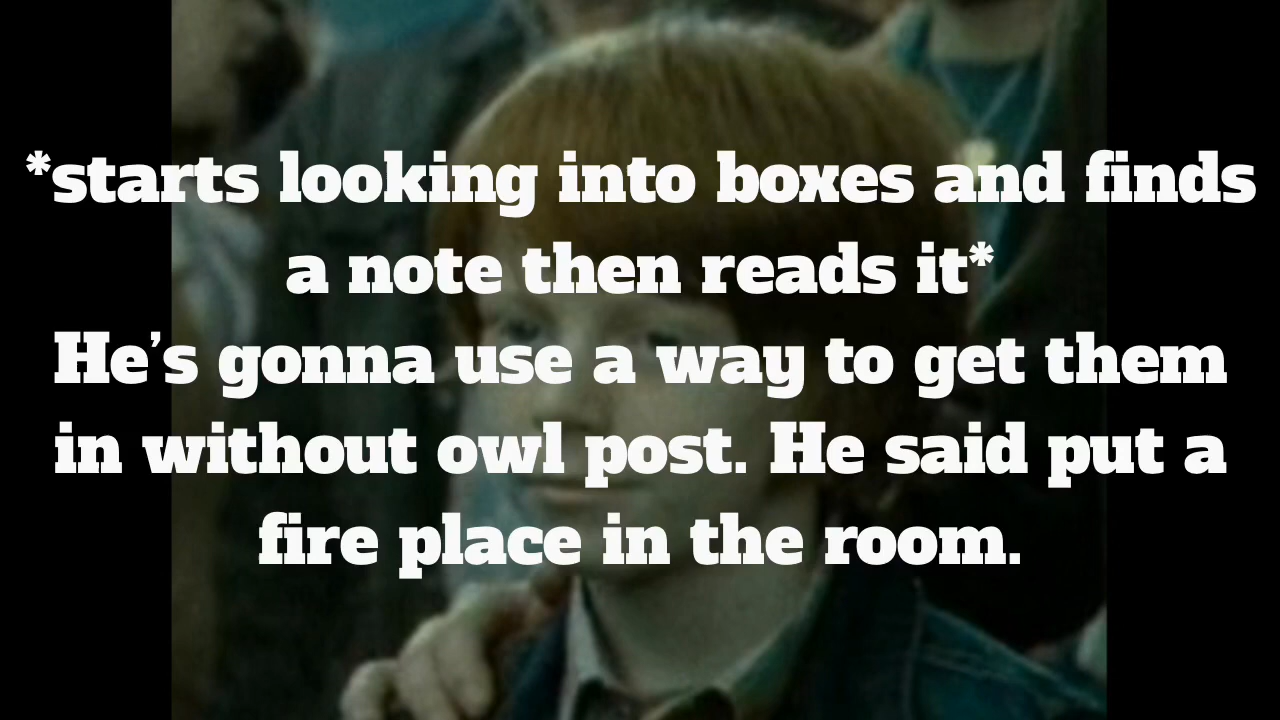 *starts looking into boxes and finds
a note then reads it*
He's gonna use a way to get them
in without owl post. He said put a
fire place in the room.